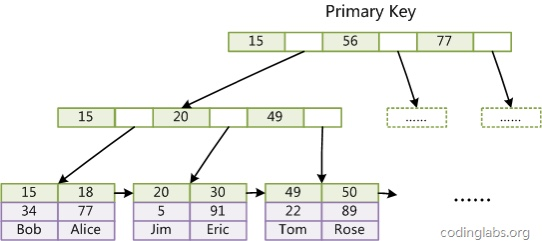 Primary Key
15 56 77
15 20 49
...... ......
15 18 20 30 49 50
34 77 5 91 22 89
Bob Alice Jim Eric Tom Rose
......
codinglabs.org